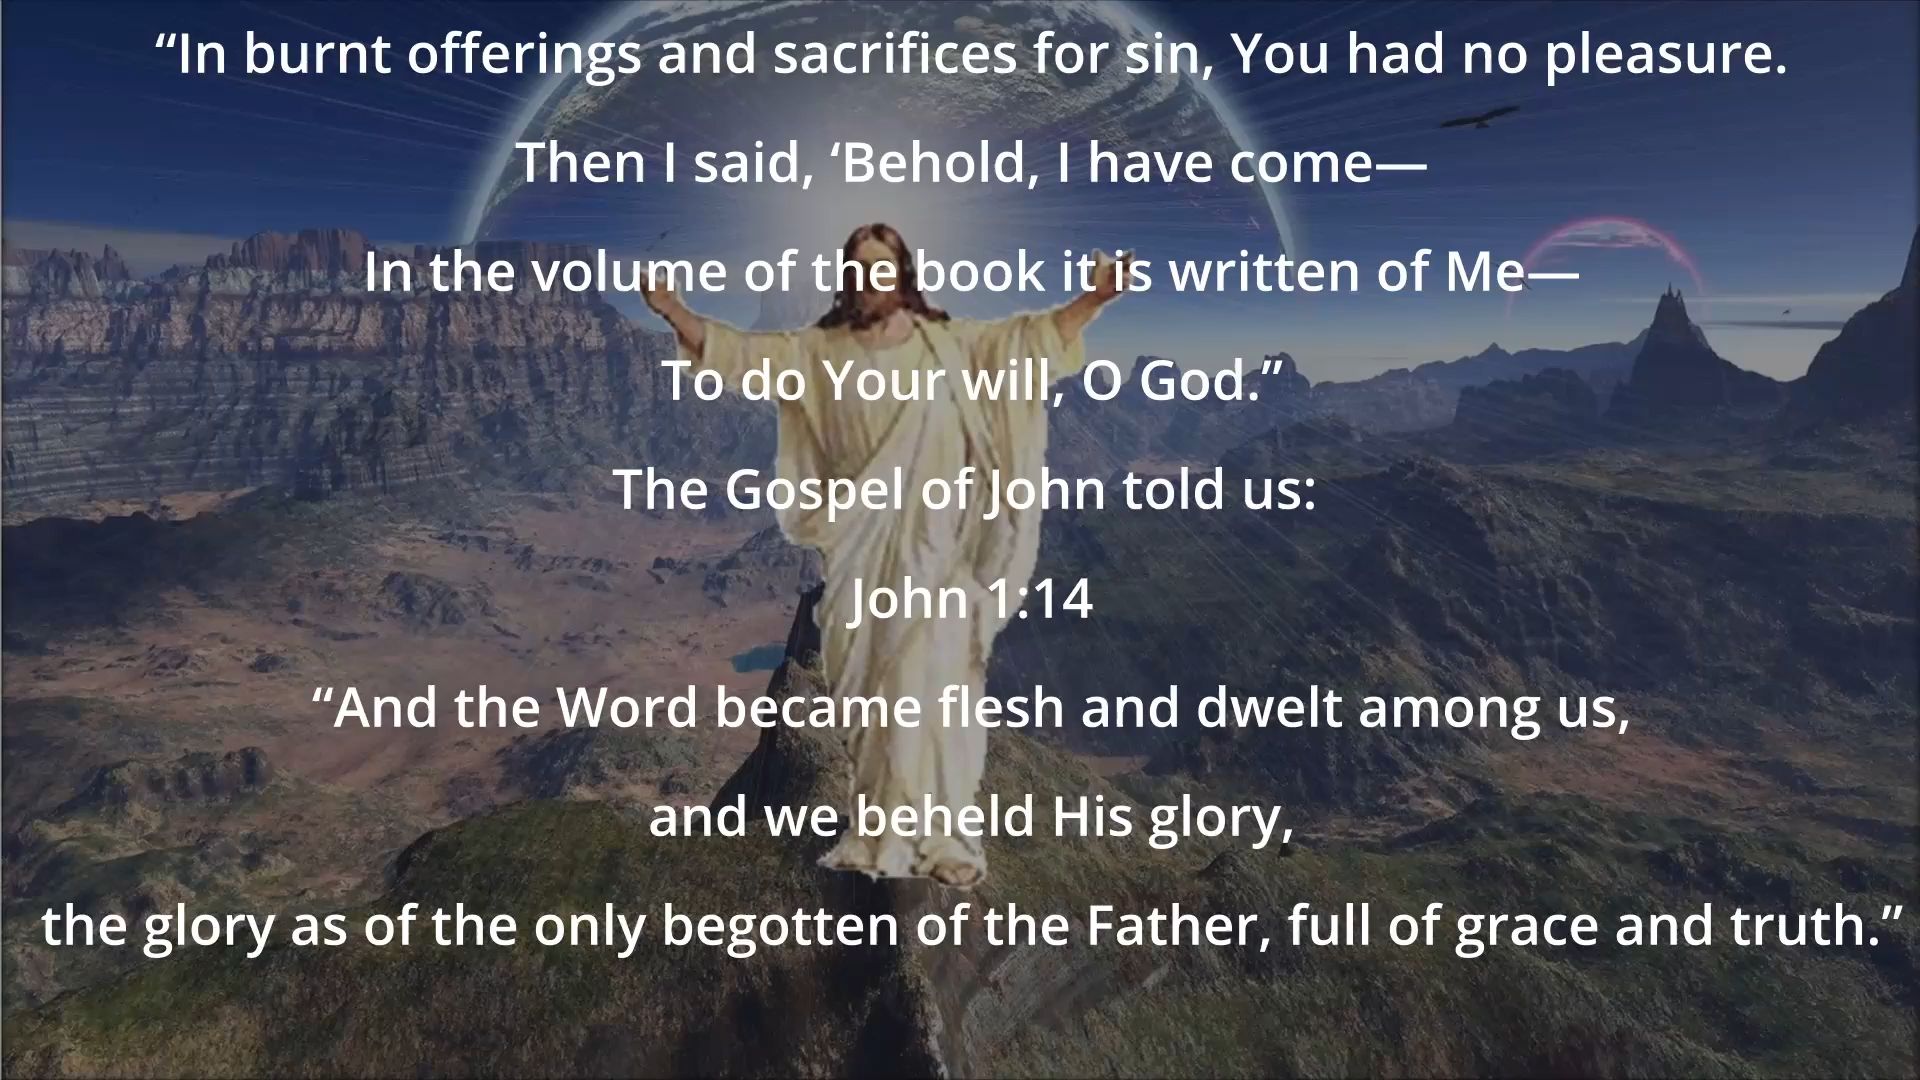 “In burnt offerings and sacrifices for sin, You had no pleasure.
Then I said, ‘Behold, I have come—
In the volume of the book it is written of Me—
To do Your will, O God.”
The Gospel of John told us:
John 1:14
“And the Word became flesh and dwelt among us,
and we beheld His glory,
the glory as of the only begotten of the Father, full of grace and truth.”